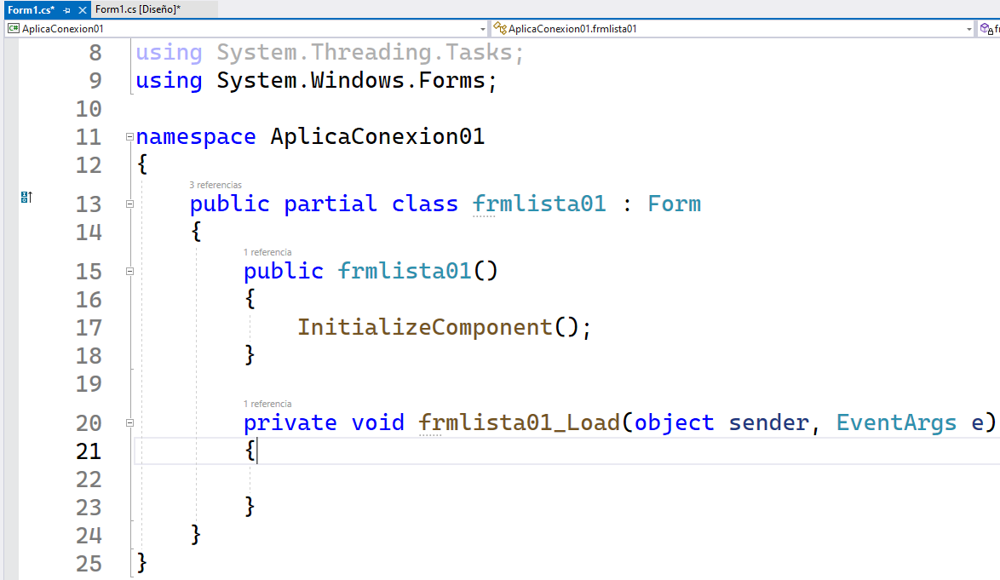 Form1.cs* Form1.cs [Diseño]*
AplicaConexion01 AplicaConexion01.frmlista01
8 using System.Threading.Tasks;
9 using System.Windows.Forms;
10
11 namespace AplicaConexion01
12 {
3 referencias
13 public partial class frmlista01 : Form
14 {
1 referencia
15 public frmlista01()
16 {
17 InitializeComponent();
18 }
19
1 referencia
20 private void frmlista01_Load(object sender, EventArgs e)
21 {
22
23 }
24 }
25 }